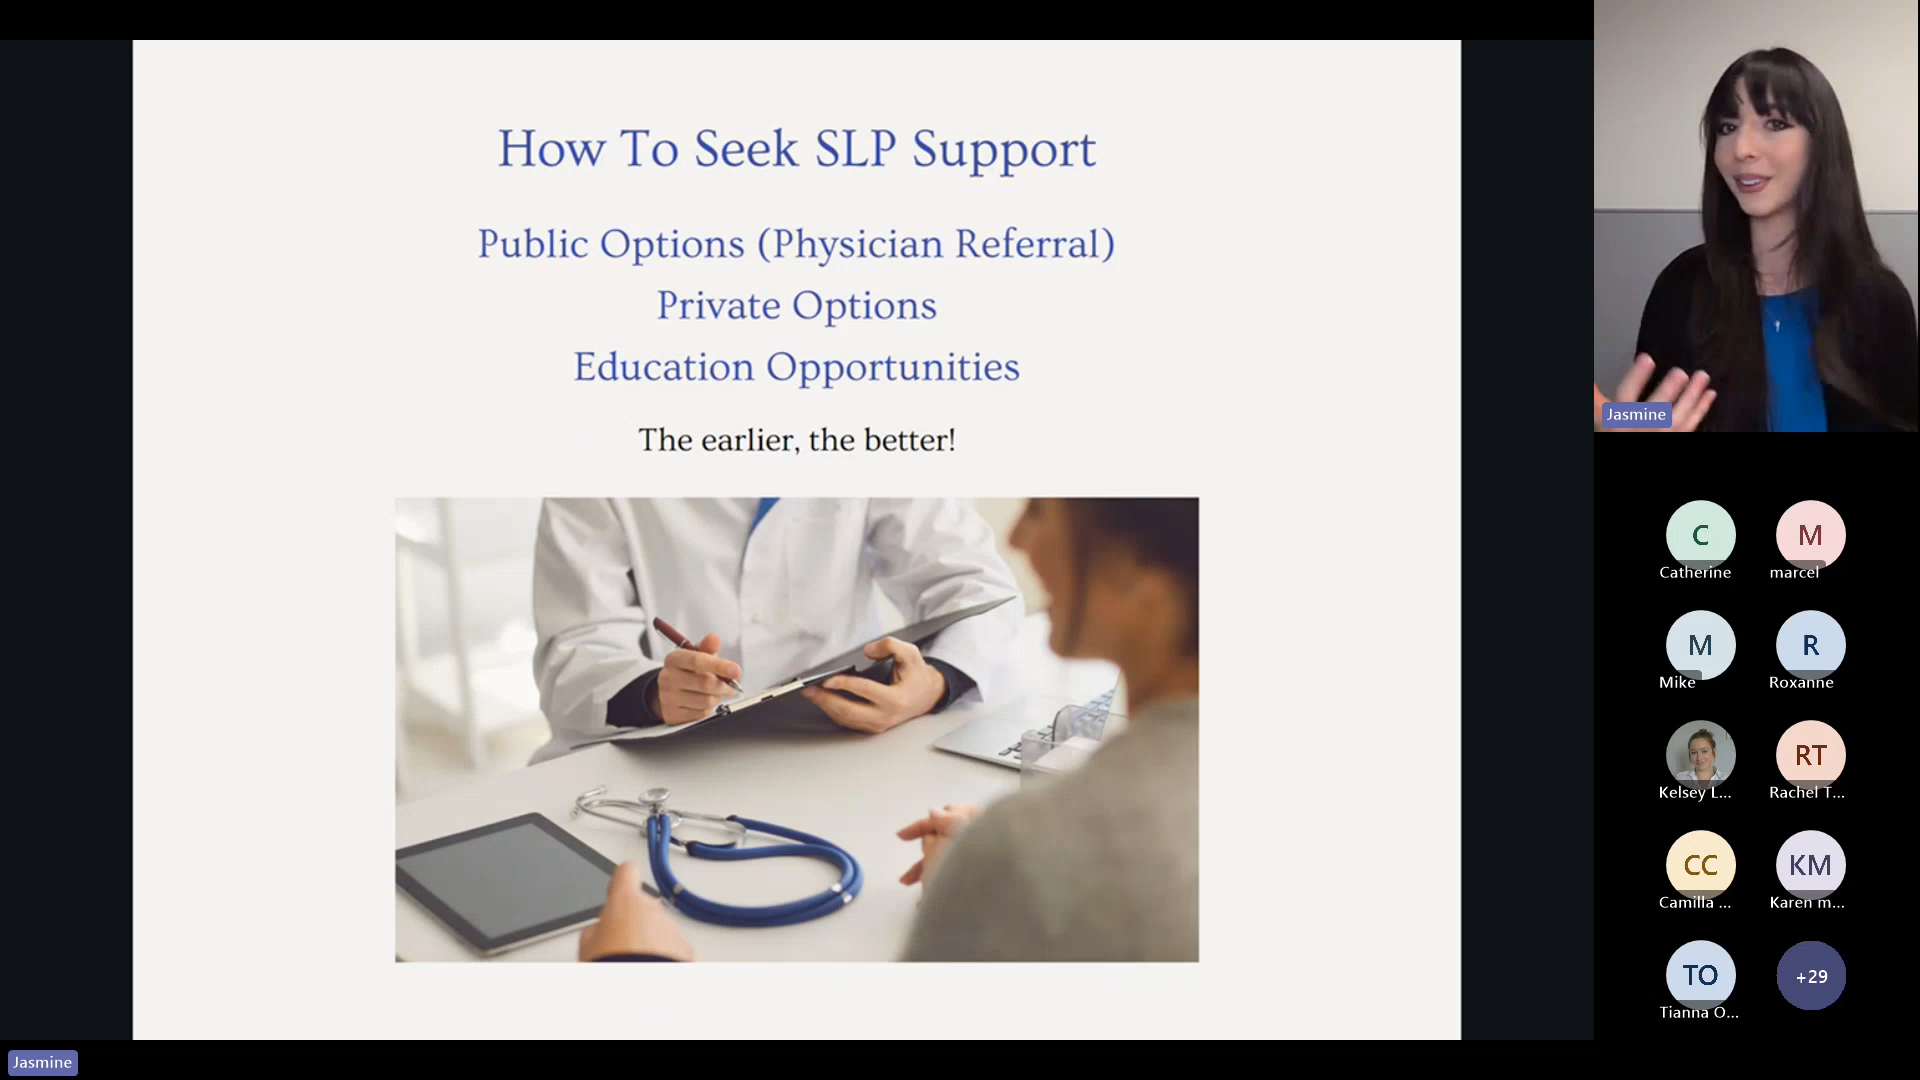 How To Seek SLP Support
Public Options (Physician Referral)
Private Options
Education Opportunities
The earlier, the better!
Jasmine
C
Catherine
M
marcel
M
Mike
R
Roxanne
Kelsey L...
RT
Rachel T...
CC
Camilla ...
KM
Karen m...
TO
Tianna O...
+29
Jasmine